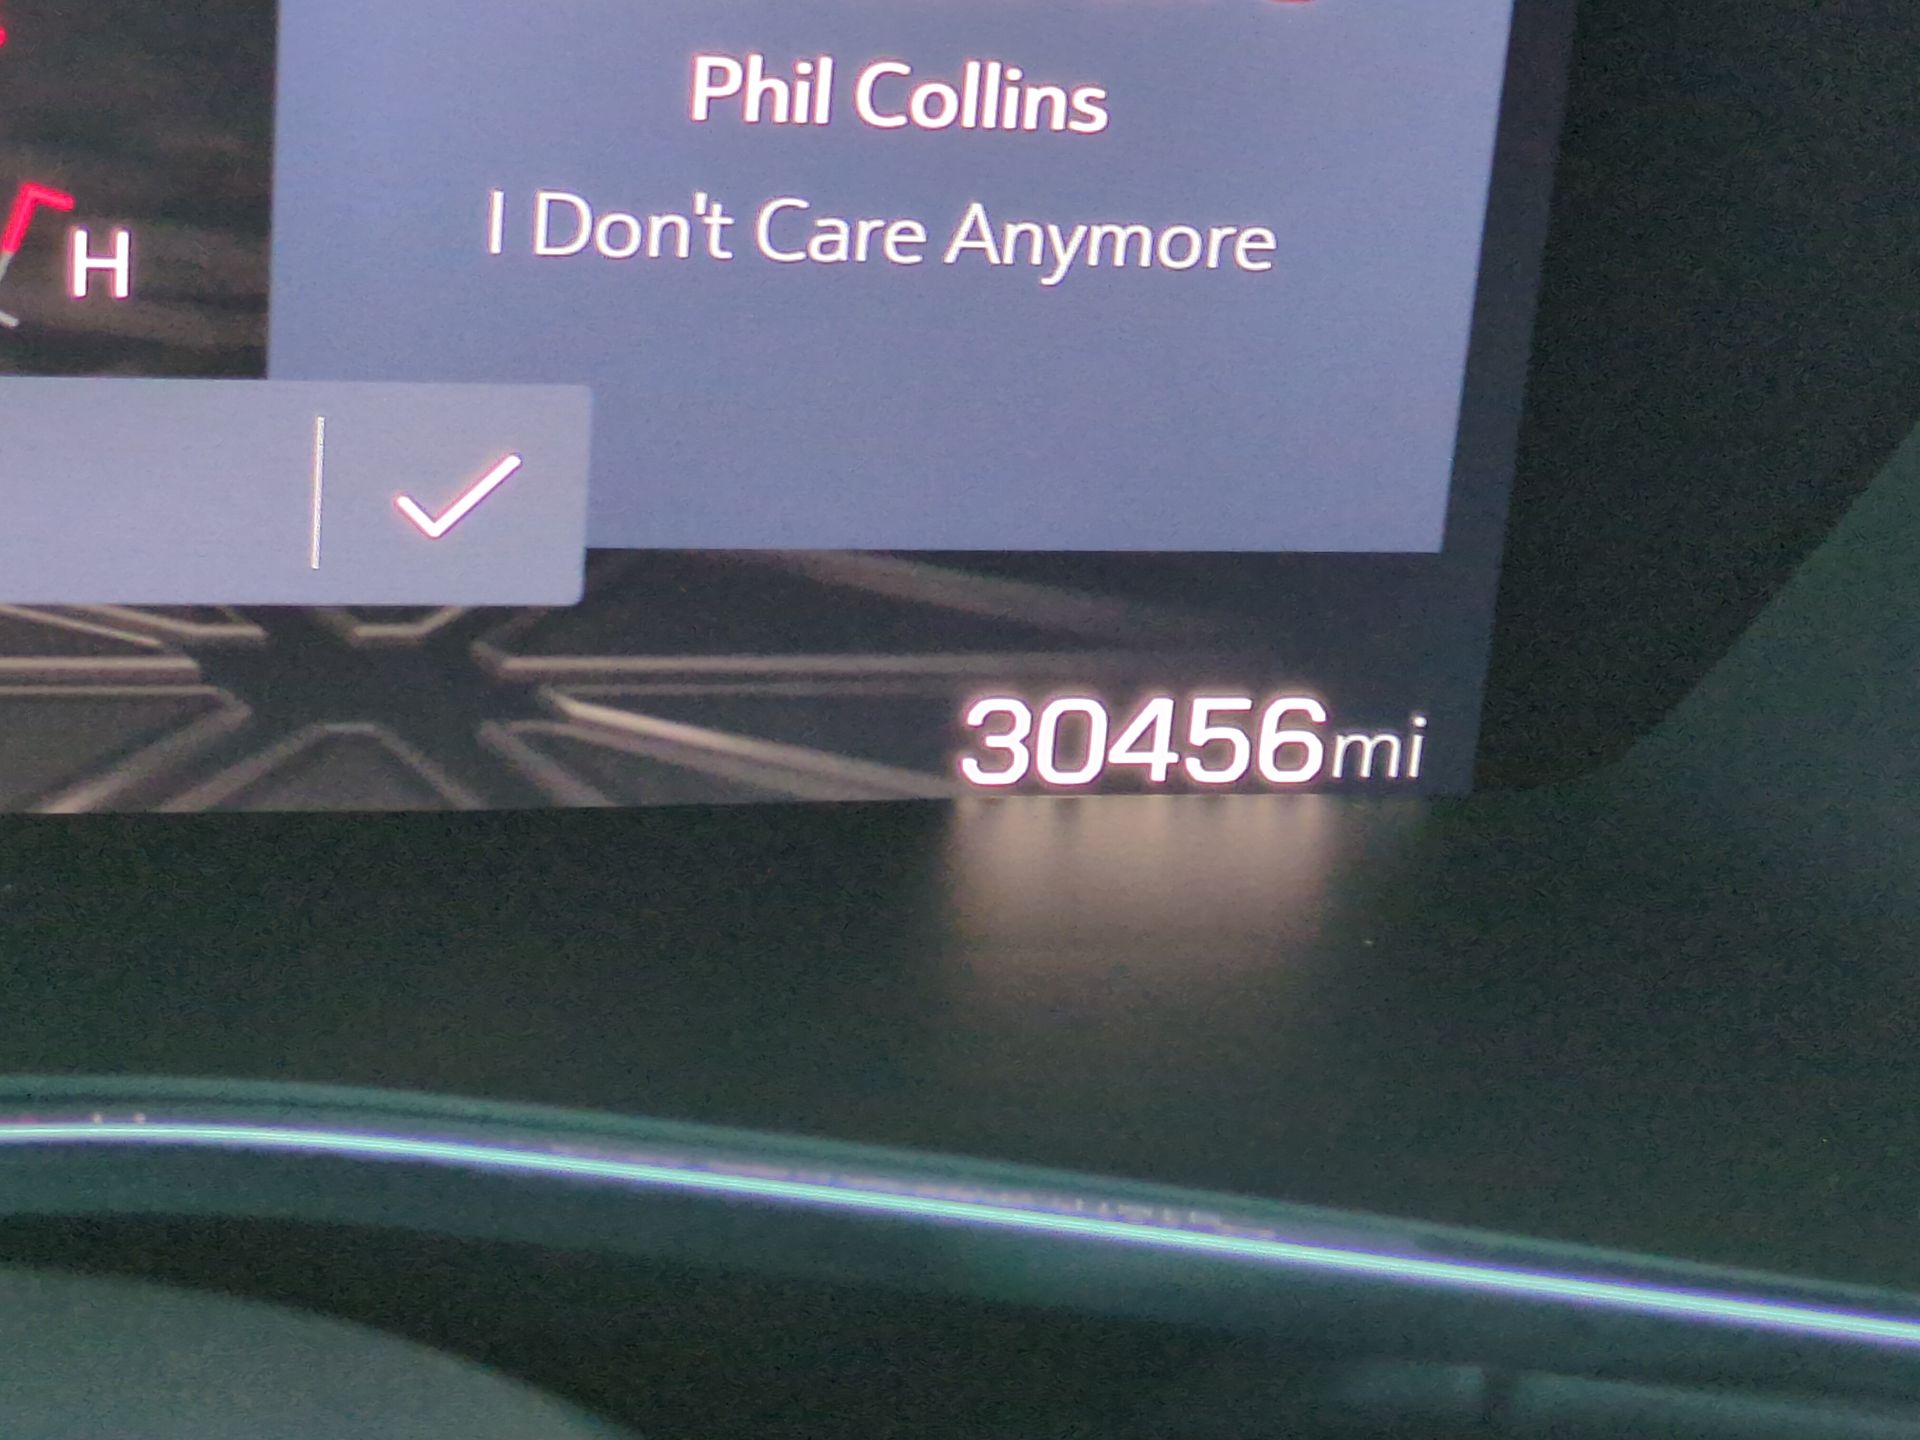 Phil Collins
I Don't Care Anymore
H
30456mi